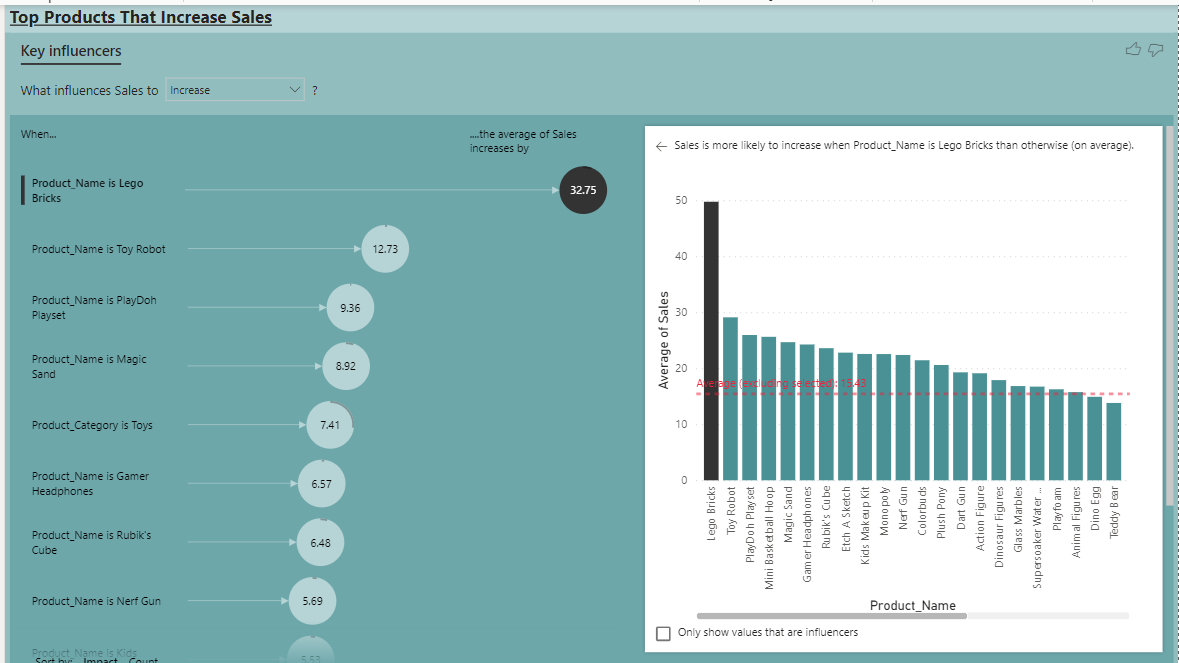 Top Products That Increase Sales
Key influencers
What influences Sales to Increase ?
When...
....the average of Sales
increases by
Product_Name is Lego
Bricks
32.75
Product_Name is Toy Robot
12.73
Product_Name is PlayDoh
Playset
9.36
Product_Name is Magic
Sand
8.92
Product_Category is Toys
7.41
Product_Name is Gamer
Headphones
6.57
Product_Name is Rubik's
Cube
6.48
Product_Name is Nerf Gun
5.69
Product_Name is Kids
5.53
Sort by: Impact Count
Sales is more likely to increase when Product_Name is Lego Bricks than otherwise (on average).
Average of Sales
50
40
30
20
10
0
Average (excluding selected): 15.43
Lego Bricks
Toy Robot
PlayDoh Playset
Mini Basketball Hoop
Magic Sand
Gamer Headphones
Rubik's Cube
Etch A Sketch
Kids Makeup Kit
Monopoly
Nerf Gun
Colorbuds
Plush Pony
Dart Gun
Action Figure
Dinosaur Figures
Glass Marbles
Supersoaker Water ...
Playfoam
Animal Figures
Dino Egg
Teddy Bear
Product_Name
Only show values that are influencers